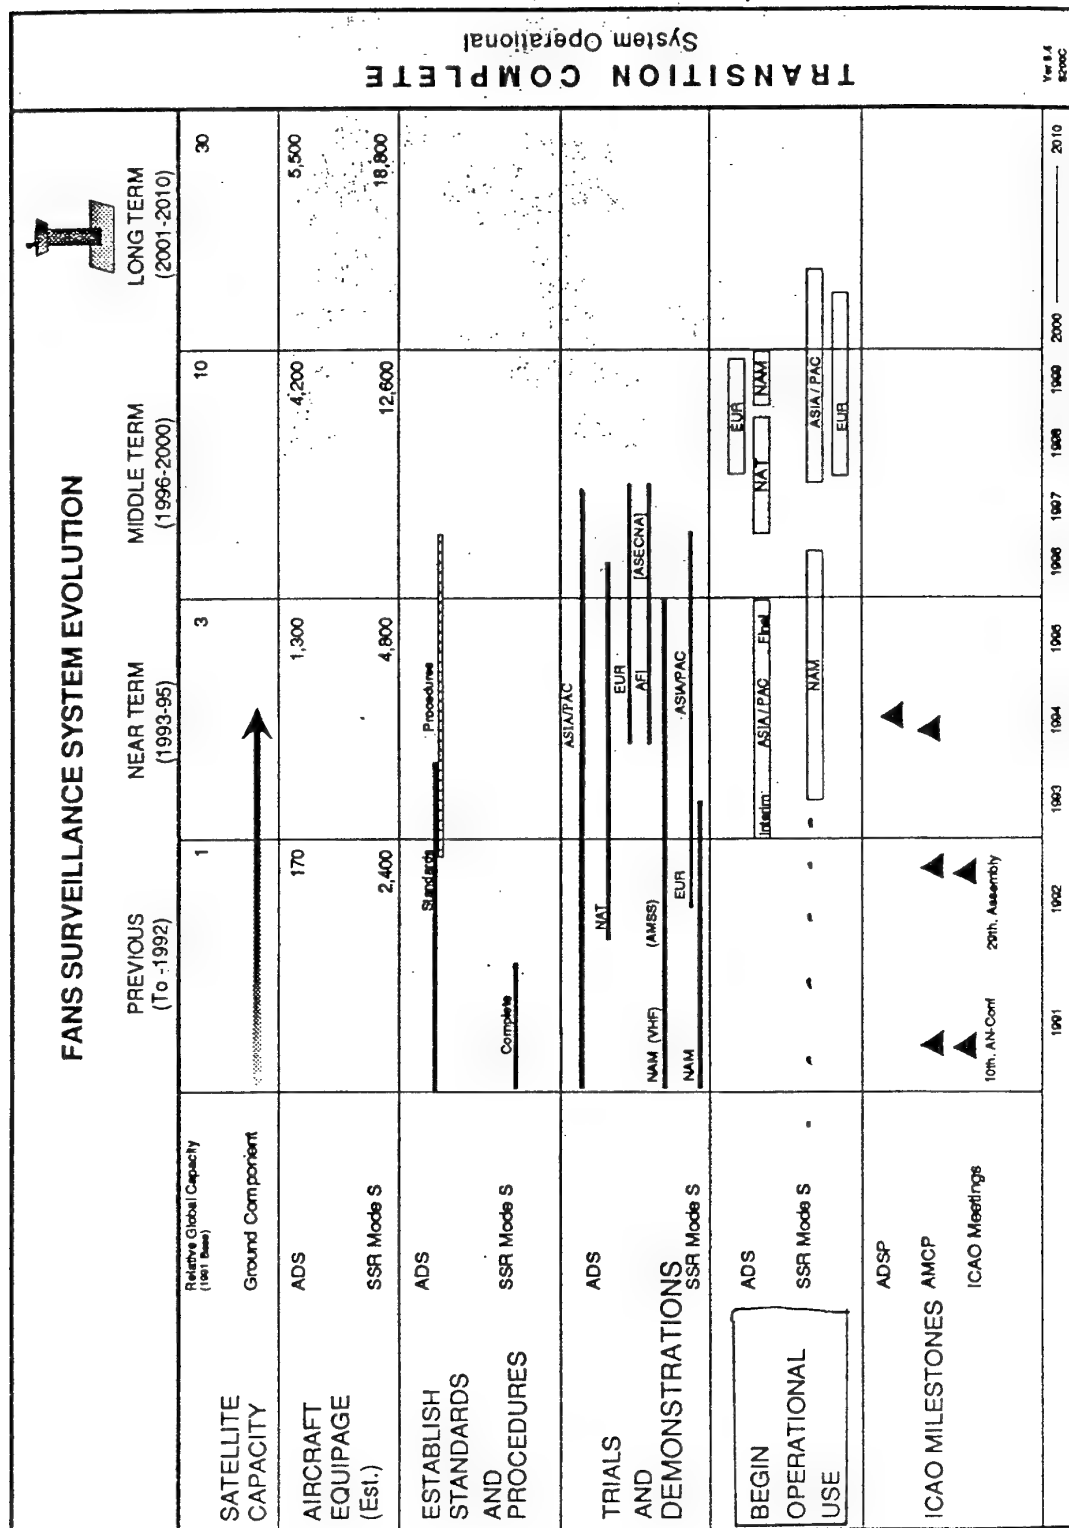 FANS SURVEILLANCE SYSTEM EVOLUTION
PREVIOUS
(To -1992)
NEAR TERM
(1993-95)
MIDDLE TERM
(1996-2000)
LONG TERM
(2001-2010)
SATELLITE
CAPACITY
Relative Global Capacity
(1991 Base)
1
3
10
30
Ground Component
AIRCRAFT
EQUIPAGE
(Est.)
ADS
170
1,300
4,200
5,500
SSR Mode S
2,400
4,800
12,600
18,800
ESTABLISH
STANDARDS
AND
PROCEDURES
ADS
Standards
Procedures
SSR Mode S
Complete
TRIALS
AND
DEMONSTRATIONS
ADS
ASIA/PAC
NAT
EUR
AFI
[ASECNA]
NAM (VHF)
(AMSS)
SSR Mode S
EUR
ASIA/PAC
NAM
BEGIN
OPERATIONAL
USE
ADS
EUR
Interim
ASIA / PAC
Final
NAT
NAM
SSR Mode S
NAM
ASIA / PAC
EUR
ICAO MILESTONES
ADSP
AMCP
ICAO Meetings
10th. AN-Conf
29th. Assembly
1991
1992
1993
1994
1995
1996
1997
1998
1999
2000
2010
TRANSITION COMPLETE
System Operational